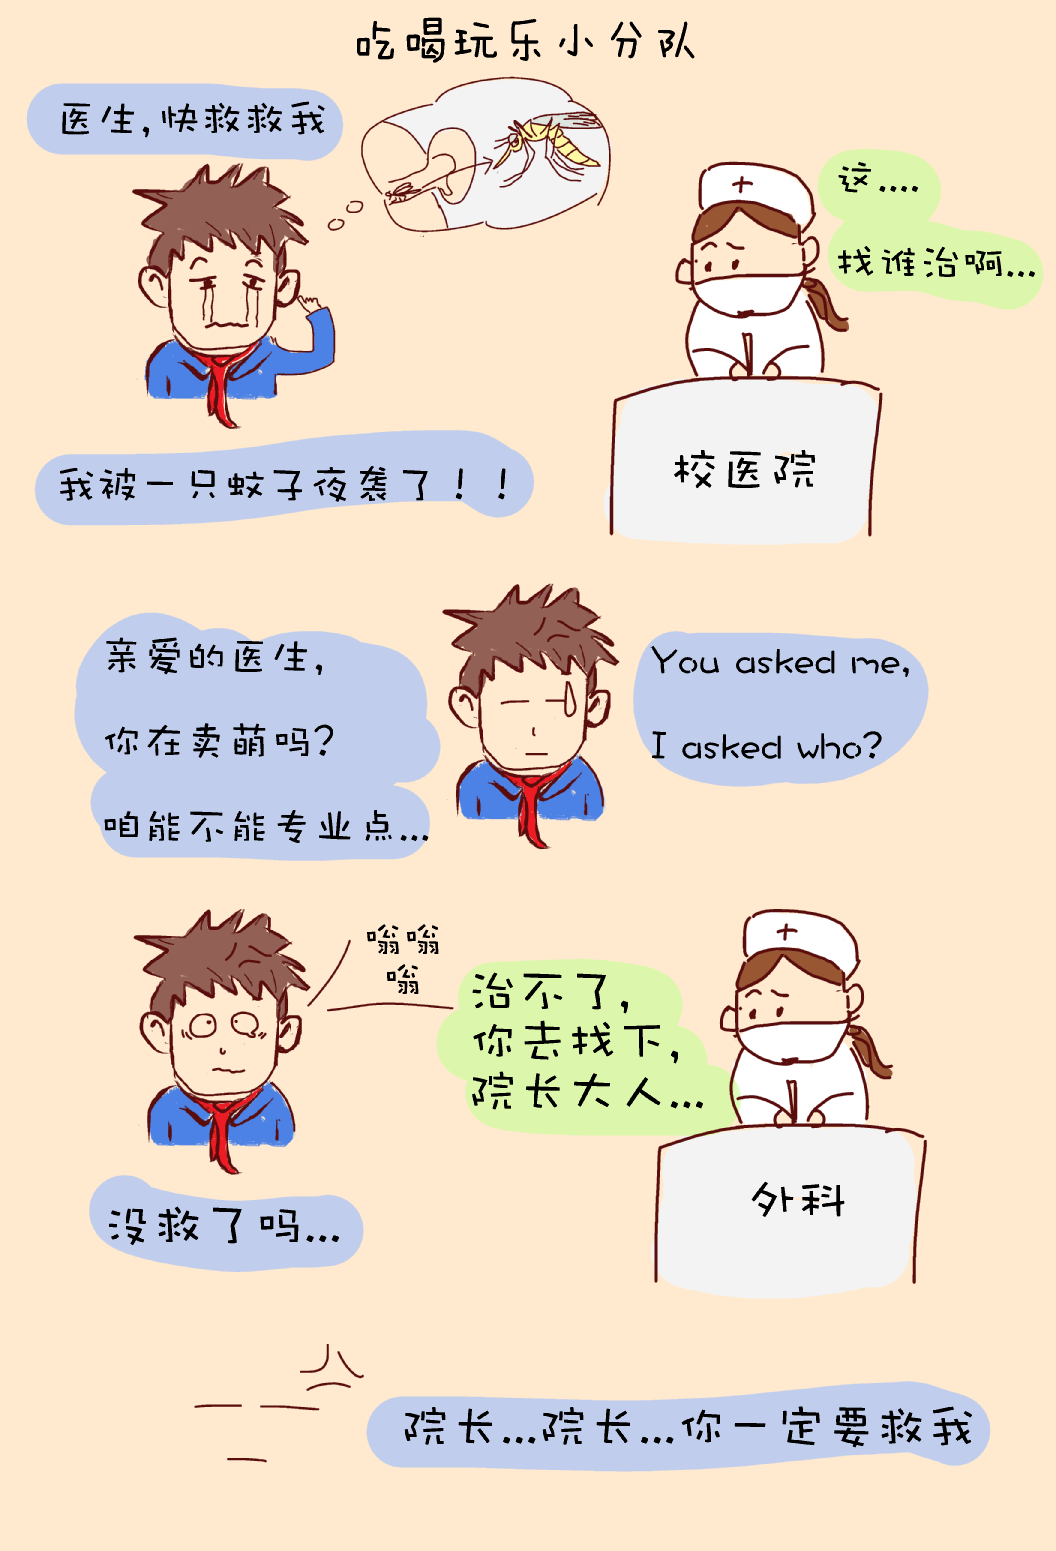 吃喝玩乐小分队
医生,快救救我
这....
找谁治啊...
我被一只蚊子夜袭了！！
校医院
亲爱的医生,
你在卖萌吗?
咱能不能专业点...
You asked me,
I asked who?
嗡嗡
嗡
治不了,
你去找下,
院长大人...
外科
没救了吗...
院长...院长...你一定要救我